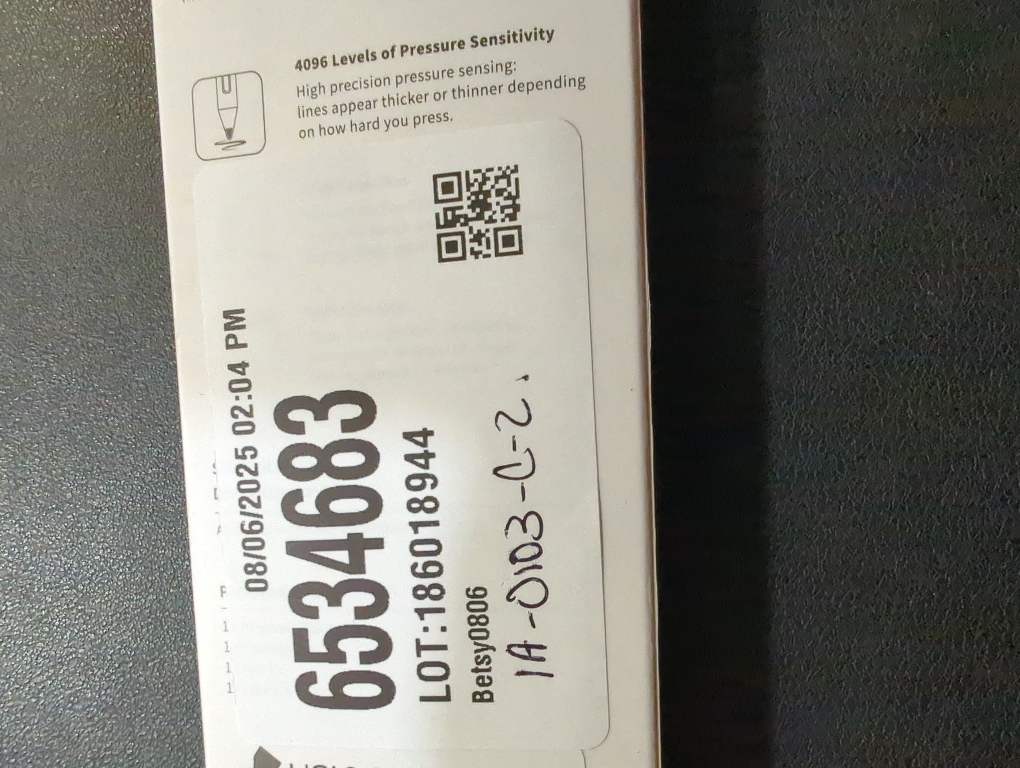 4096 Levels of Pressure Sensitivity
High precision pressure sensing:
lines appear thicker or thinner depending
on how hard you press.
08/06/2025 02:04 PM
6534683
LOT:186018944
Betsy0806
1A-0103-C-2.